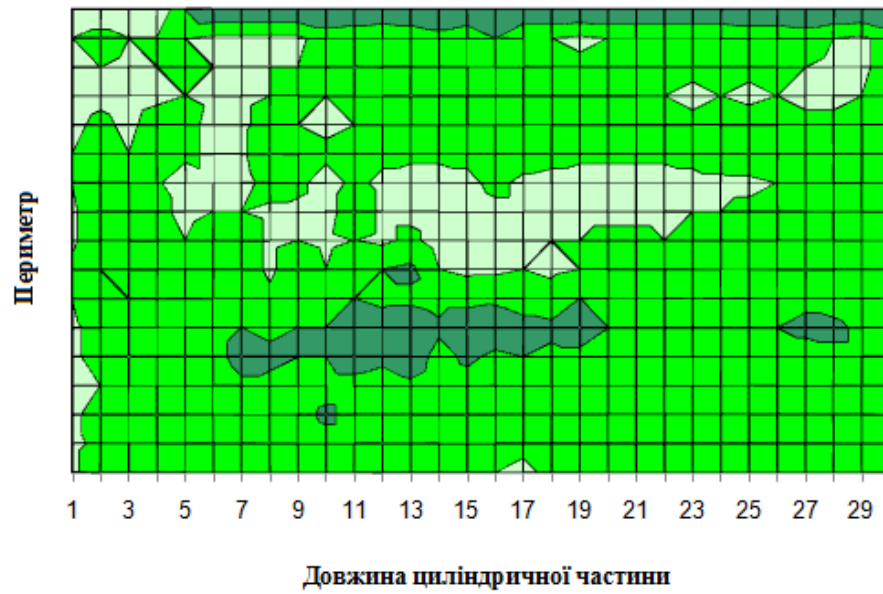 Периметр
1 3 5 7 9 11 13 15 17 19 21 23 25 27 29
Довжина циліндричної частини